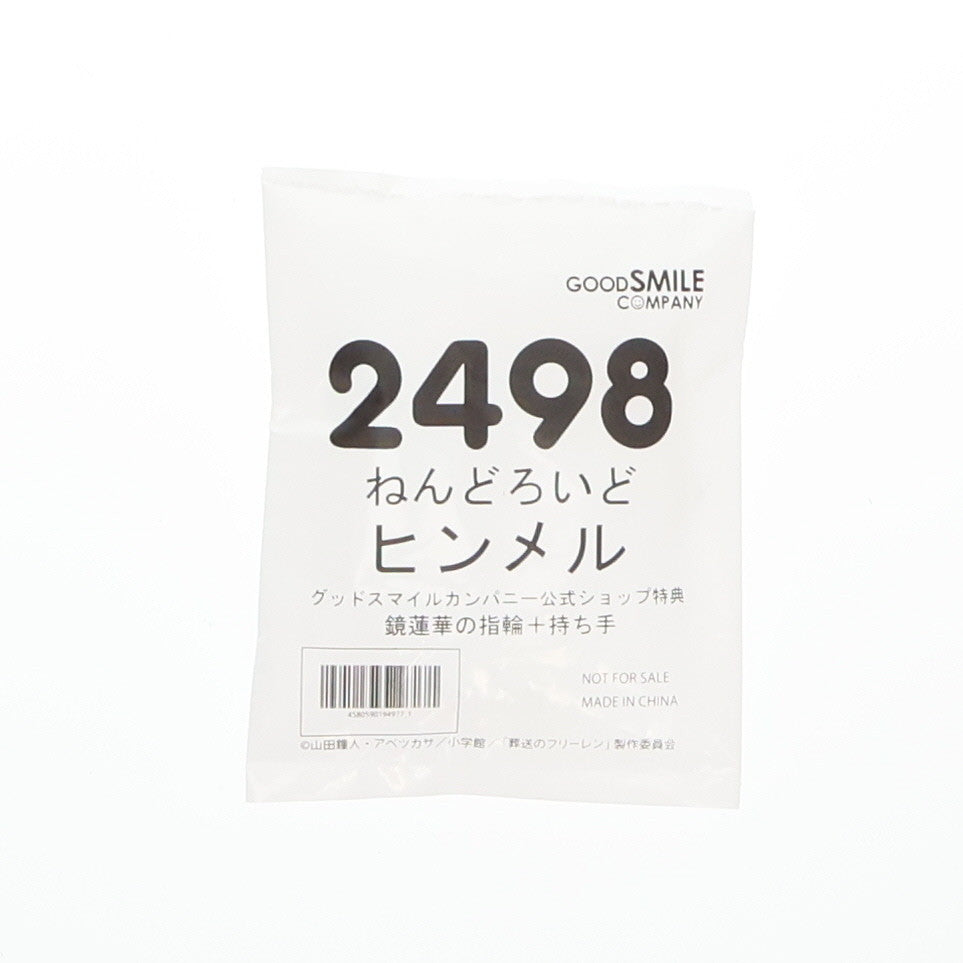 GOODSMILE
COMPANY
2498
ねんどろいど
ヒンメル
グッドスマイルカンパニー公式ショップ特典
鏡蓮華の指輪＋持ち手
NOT FOR SALE
4580590194977 1
MADE IN CHINA
©山田鐘人・アベツカサ／小学館／「葬送のフリーレン」製作委員会